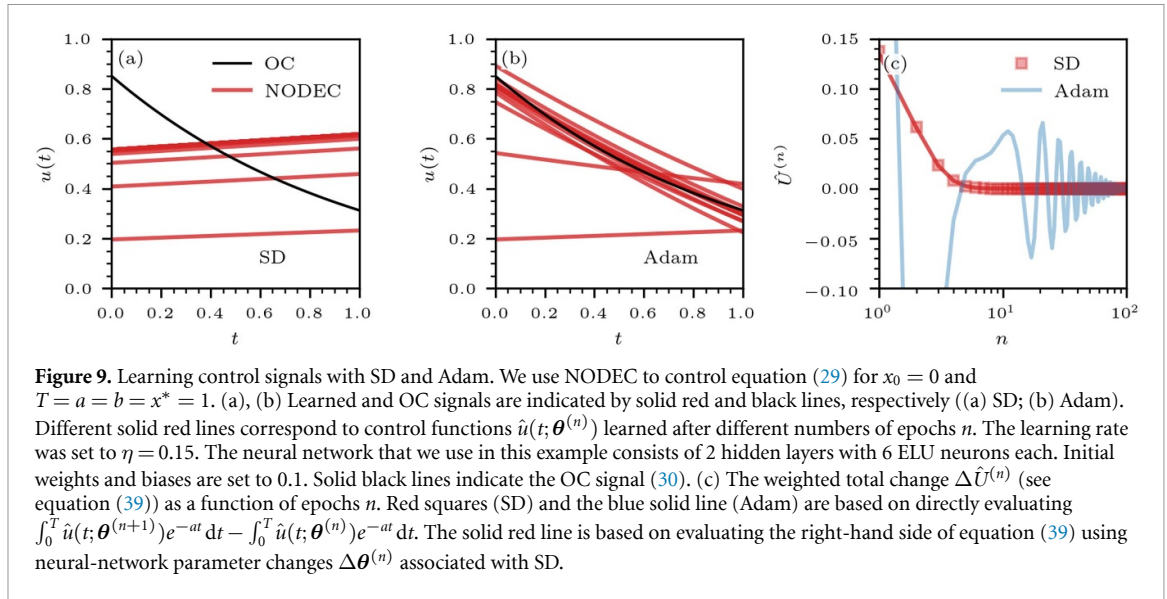 1.0
0.8
0.6
0.4
0.2
0.0
u(t)
(a)
OC
NODEC
SD
0.0 0.2 0.4 0.6 0.8 1.0
t
1.0
0.8
0.6
0.4
0.2
0.0
u(t)
(b)
Adam
0.0 0.2 0.4 0.6 0.8 1.0
t
0.15
0.10
0.05
0.00
−0.05
−0.10
Û⁽ⁿ⁾
(c)
SD
Adam
10⁰ 10¹ 10²
n
Figure 9. Learning control signals with SD and Adam. We use NODEC to control equation (29) for x₀ = 0 and
T = a = b = x* = 1. (a), (b) Learned and OC signals are indicated by solid red and black lines, respectively ((a) SD; (b) Adam).
Different solid red lines correspond to control functions û(t; θ⁽ⁿ⁾) learned after different numbers of epochs n. The learning rate
was set to η = 0.15. The neural network that we use in this example consists of 2 hidden layers with 6 ELU neurons each. Initial
weights and biases are set to 0.1. Solid black lines indicate the OC signal (30). (c) The weighted total change ΔÛ⁽ⁿ⁾ (see
equation (39)) as a function of epochs n. Red squares (SD) and the blue solid line (Adam) are based on directly evaluating
∫₀ᵀ û(t; θ⁽ⁿ⁺¹⁾)e⁻ᵃᵗ dt − ∫₀ᵀ û(t; θ⁽ⁿ⁾)e⁻ᵃᵗ dt. The solid red line is based on evaluating the right-hand side of equation (39) using
neural-network parameter changes Δθ⁽ⁿ⁾ associated with SD.